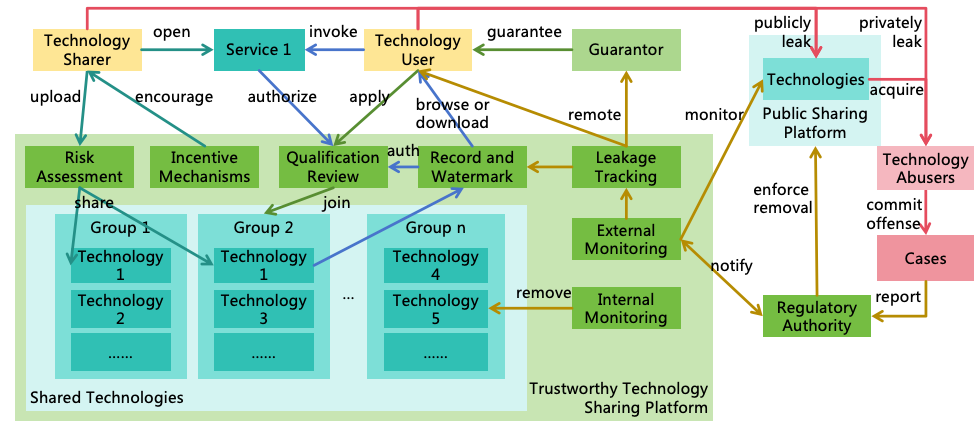 Technology
Sharer
open
Service 1
invoke
Technology
User
guarantee
Guarantor
publicly
leak
privately
leak
Technologies
acquire
Public Sharing
Platform
upload
encourage
authorize
apply
browse or
download
remote
monitor
Risk
Assessment
Incentive
Mechanisms
Qualification
Review
auth
Record and
Watermark
Leakage
Tracking
Technology
Abusers
share
join
enforce
removal
commit
offense
Group 1
Group 2
Group n
External
Monitoring
Cases
Technology
1
Technology
1
Technology
4
notify
Technology
2
Technology
3
...
Technology
5
remove
Internal
Monitoring
Regulatory
Authority
report
......
......
......
Shared Technologies
Trustworthy Technology
Sharing Platform